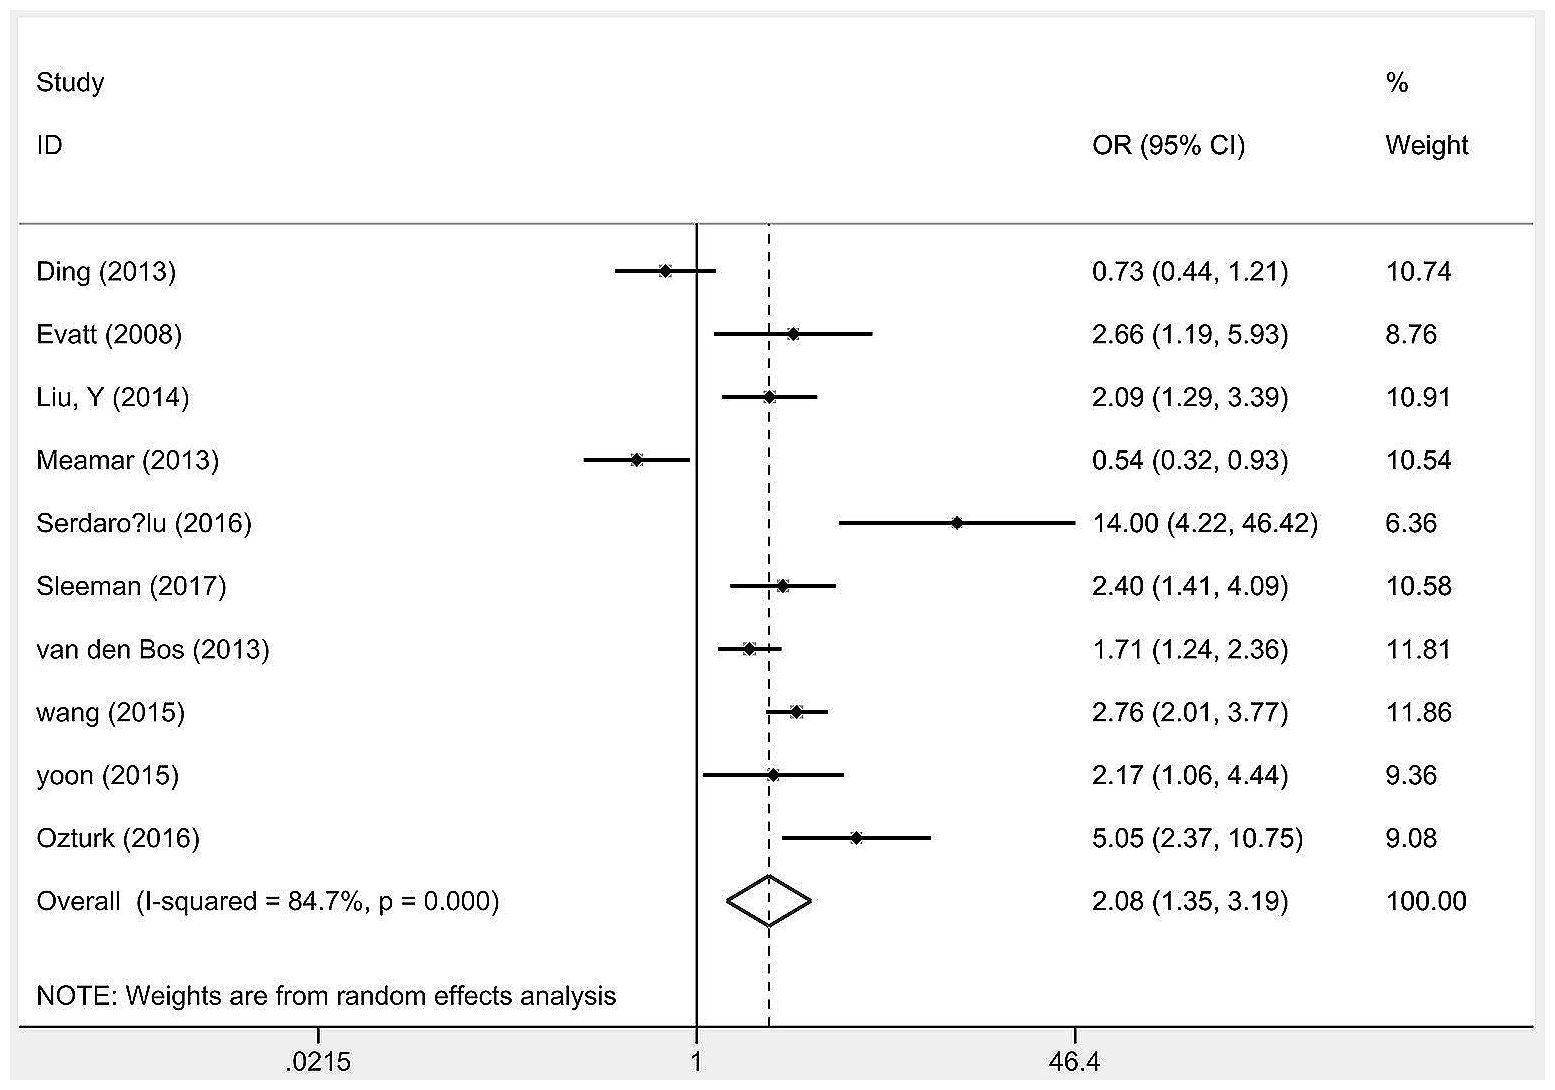 Study %
ID OR (95% CI) Weight
Ding (2013) 0.73 (0.44, 1.21) 10.74
Evatt (2008) 2.66 (1.19, 5.93) 8.76
Liu, Y (2014) 2.09 (1.29, 3.39) 10.91
Meamar (2013) 0.54 (0.32, 0.93) 10.54
Serdaro?lu (2016) 14.00 (4.22, 46.42) 6.36
Sleeman (2017) 2.40 (1.41, 4.09) 10.58
van den Bos (2013) 1.71 (1.24, 2.36) 11.81
wang (2015) 2.76 (2.01, 3.77) 11.86
yoon (2015) 2.17 (1.06, 4.44) 9.36
Ozturk (2016) 5.05 (2.37, 10.75) 9.08
Overall (I-squared = 84.7%, p = 0.000) 2.08 (1.35, 3.19) 100.00
NOTE: Weights are from random effects analysis
.0215 1 46.4